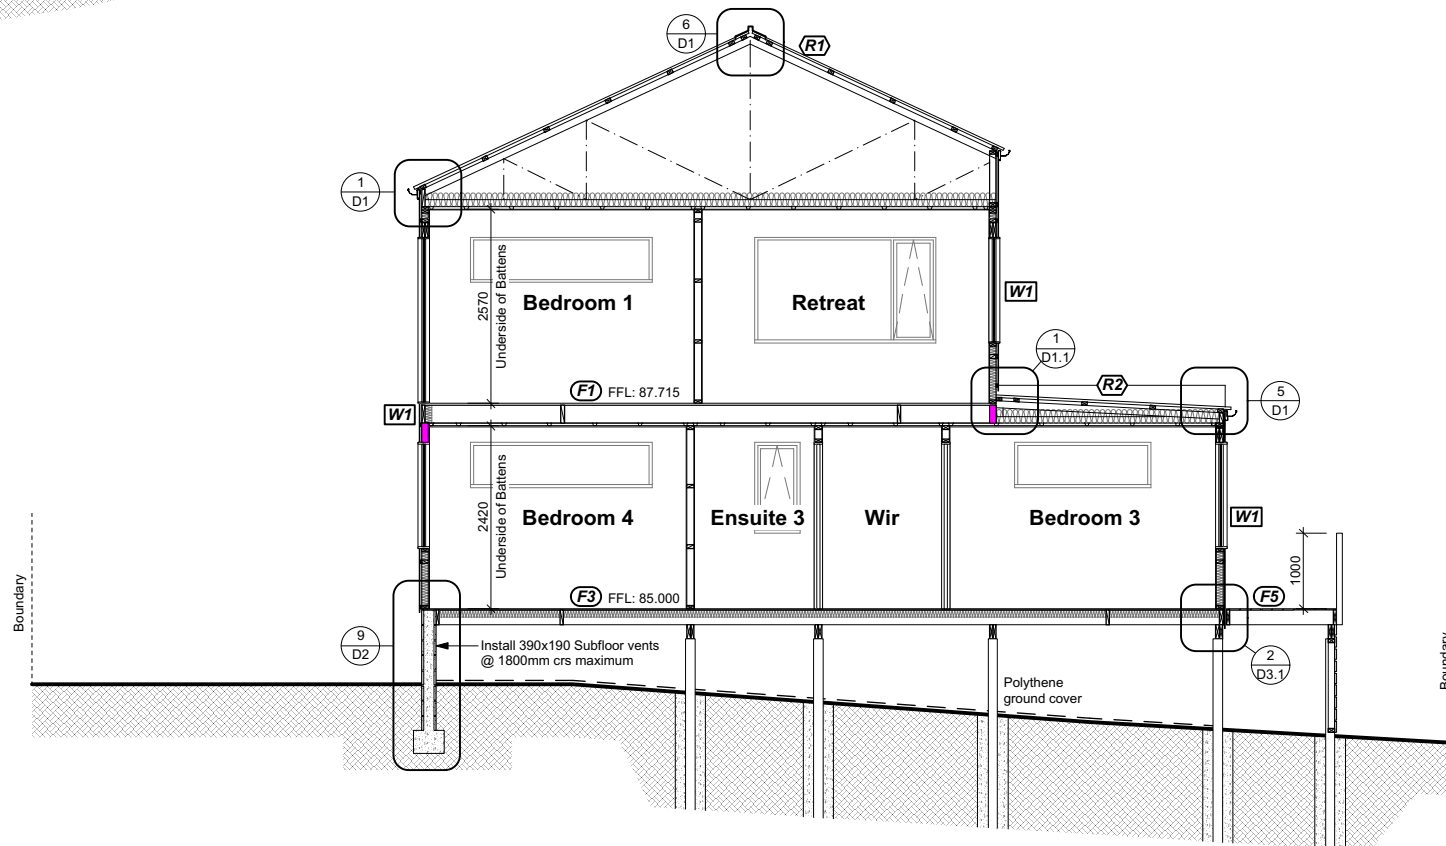 6
D1
R1
1
D1
2570
Underside of Battens
Bedroom 1
Retreat
W1
1
D1.1
F1 FFL: 87.715
R2
5
D1
W1
2420
Underside of Battens
Bedroom 4
Ensuite 3
Wir
Bedroom 3
W1
1000
Boundary
F3 FFL: 85.000
F5
9
D2
Install 390x190 Subfloor vents
@ 1800mm crs maximum
2
D3.1
Polythene
ground cover
Boundary